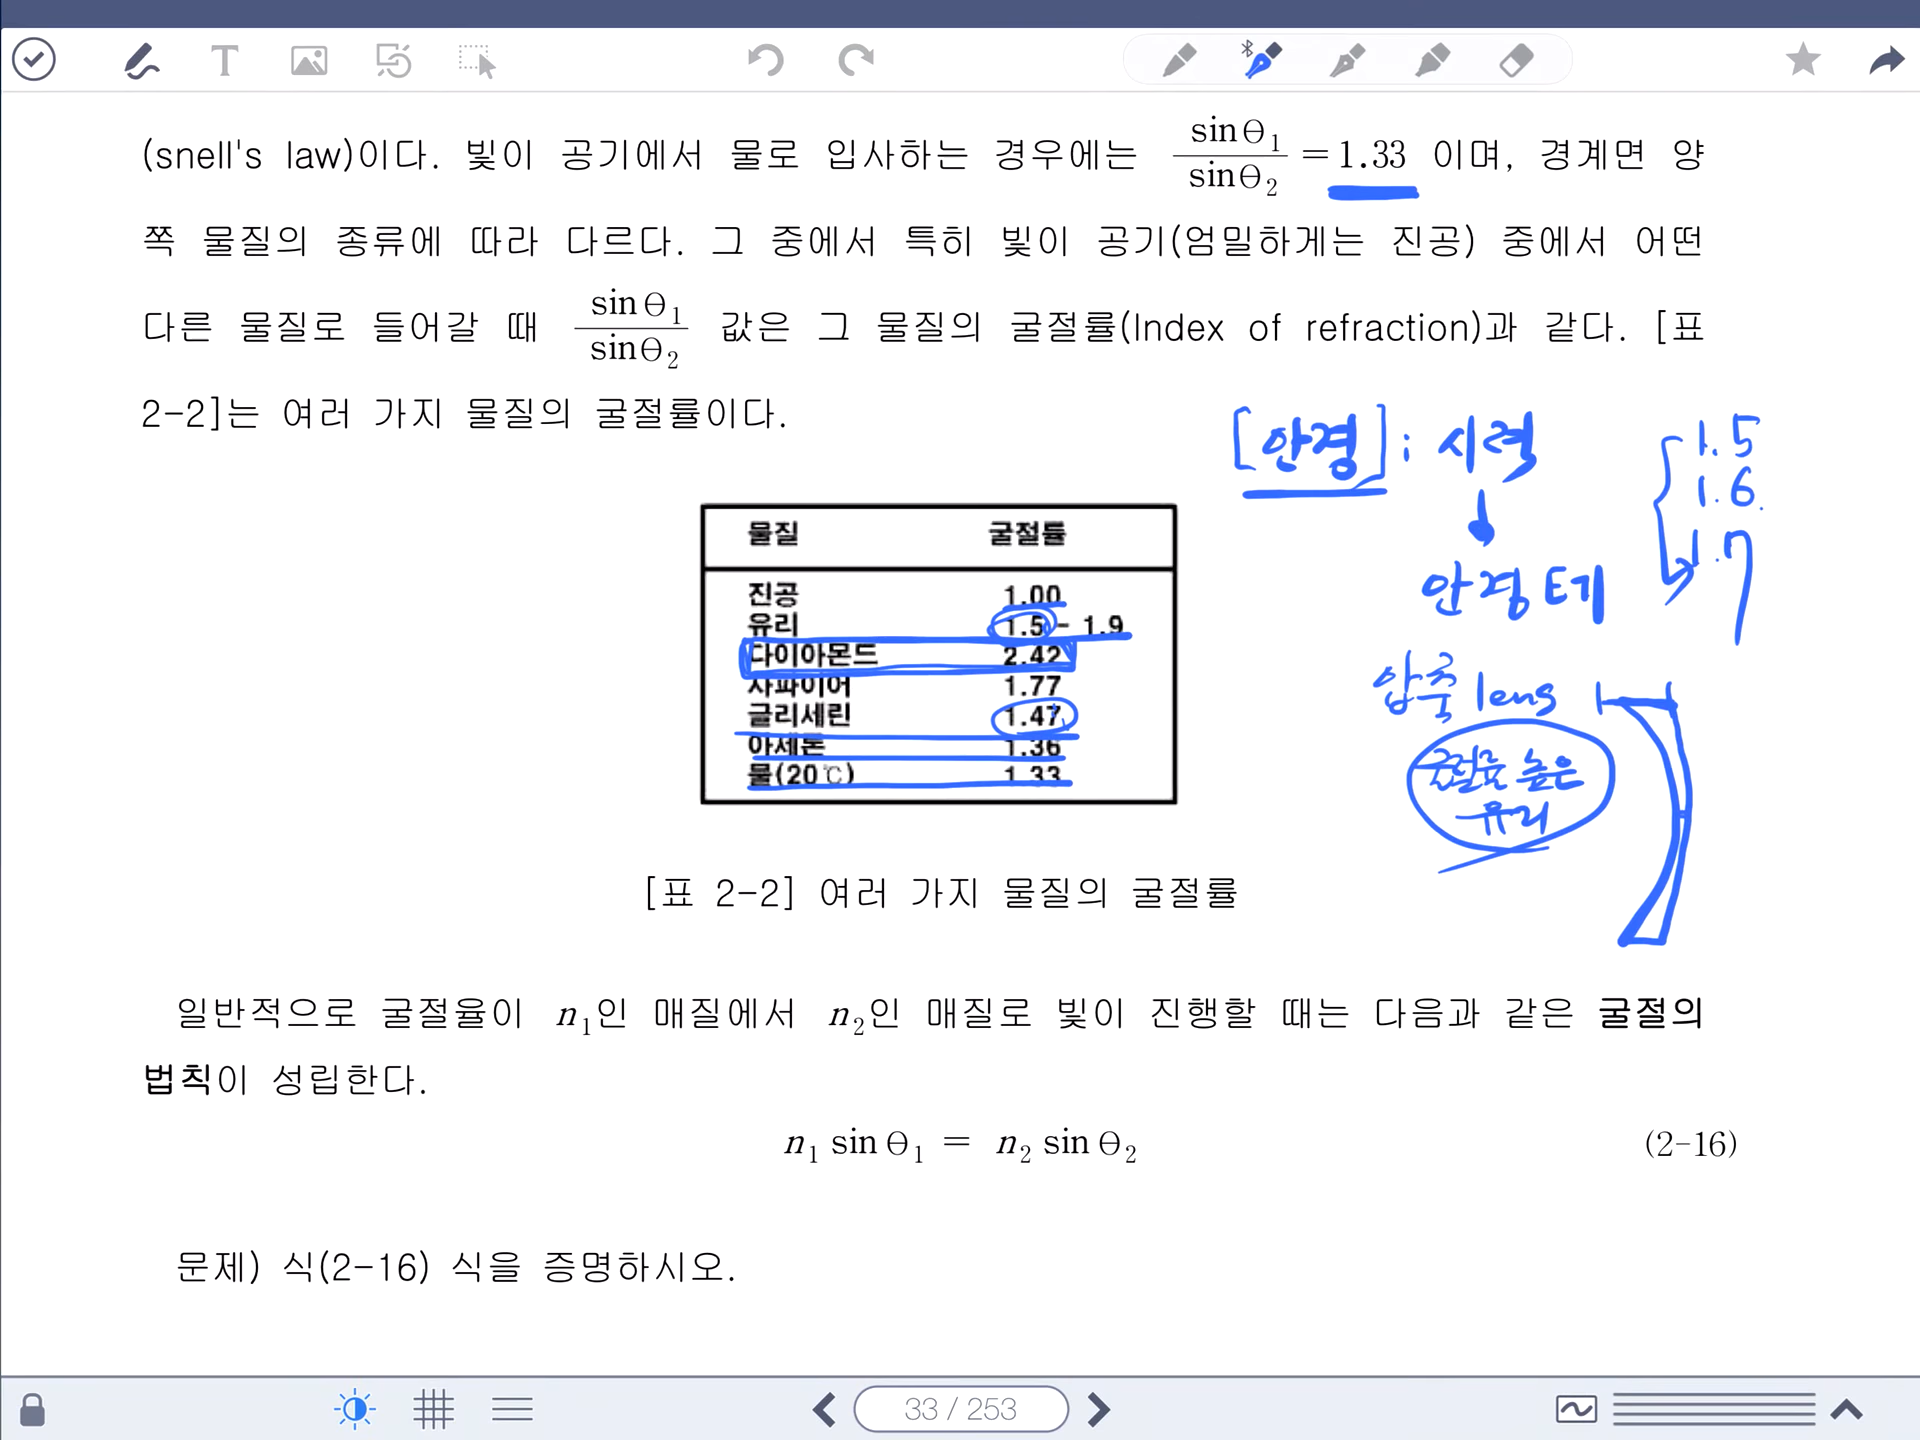 (snell's law)이다. 빛이 공기에서 물로 입사하는 경우에는 sinθ₁/sinθ₂ = 1.33 이며, 경계면 양
쪽 물질의 종류에 따라 다르다. 그 중에서 특히 빛이 공기(엄밀하게는 진공) 중에서 어떤
다른 물질로 들어갈 때 sinθ₁/sinθ₂ 값은 그 물질의 굴절률(Index of refraction)과 같다. [표
2-2]는 여러 가지 물질의 굴절률이다.
[안경] ; 시력
안경 터ㅣ
1.5
1.6.
1.7
압축 lens
굴절률 높은
유리
물질 굴절률
진공 1.00
유리 1.5 - 1.9
다이아몬드 2.42
사파이어 1.77
글리세린 1.47
아세톤 1.36
물(20℃) 1.33
[표 2-2] 여러 가지 물질의 굴절률
일반적으로 굴절율이 n₁인 매질에서 n₂인 매질로 빛이 진행할 때는 다음과 같은 굴절의
법칙이 성립한다.
n₁ sinθ₁ = n₂ sinθ₂ (2-16)
문제) 식(2-16) 식을 증명하시오.
33 / 253